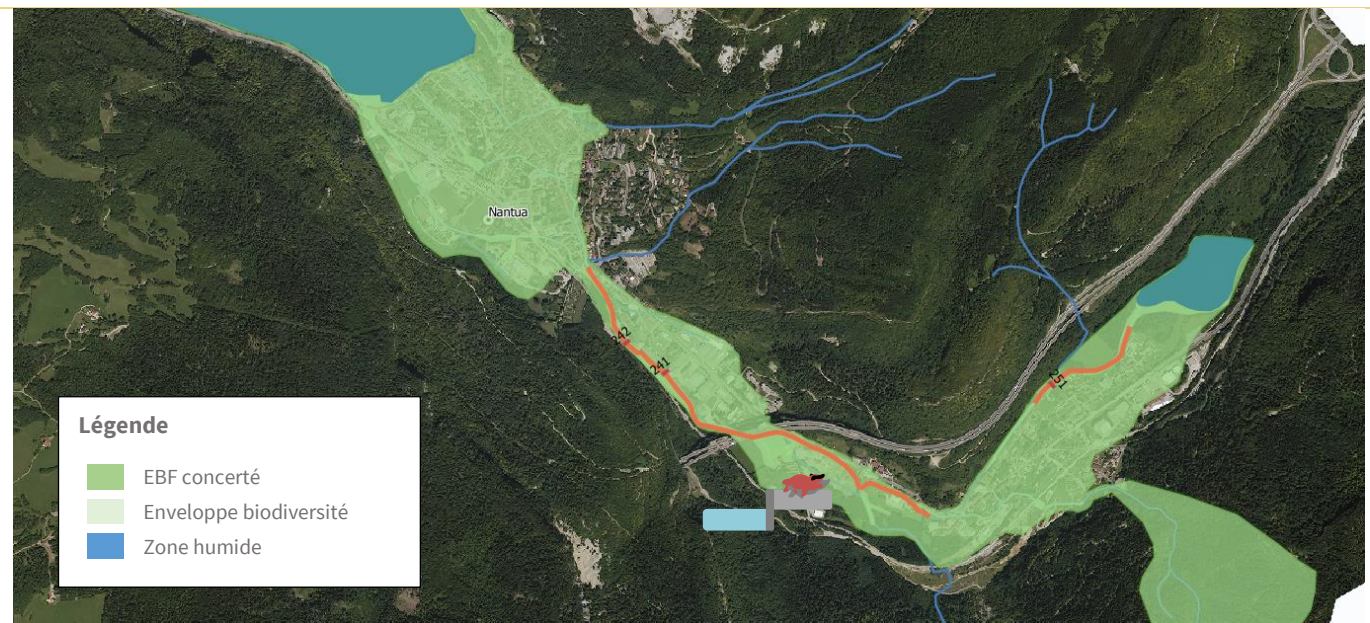 Nantua
242
241
251
Légende
EBF concerté
Enveloppe biodiversité
Zone humide